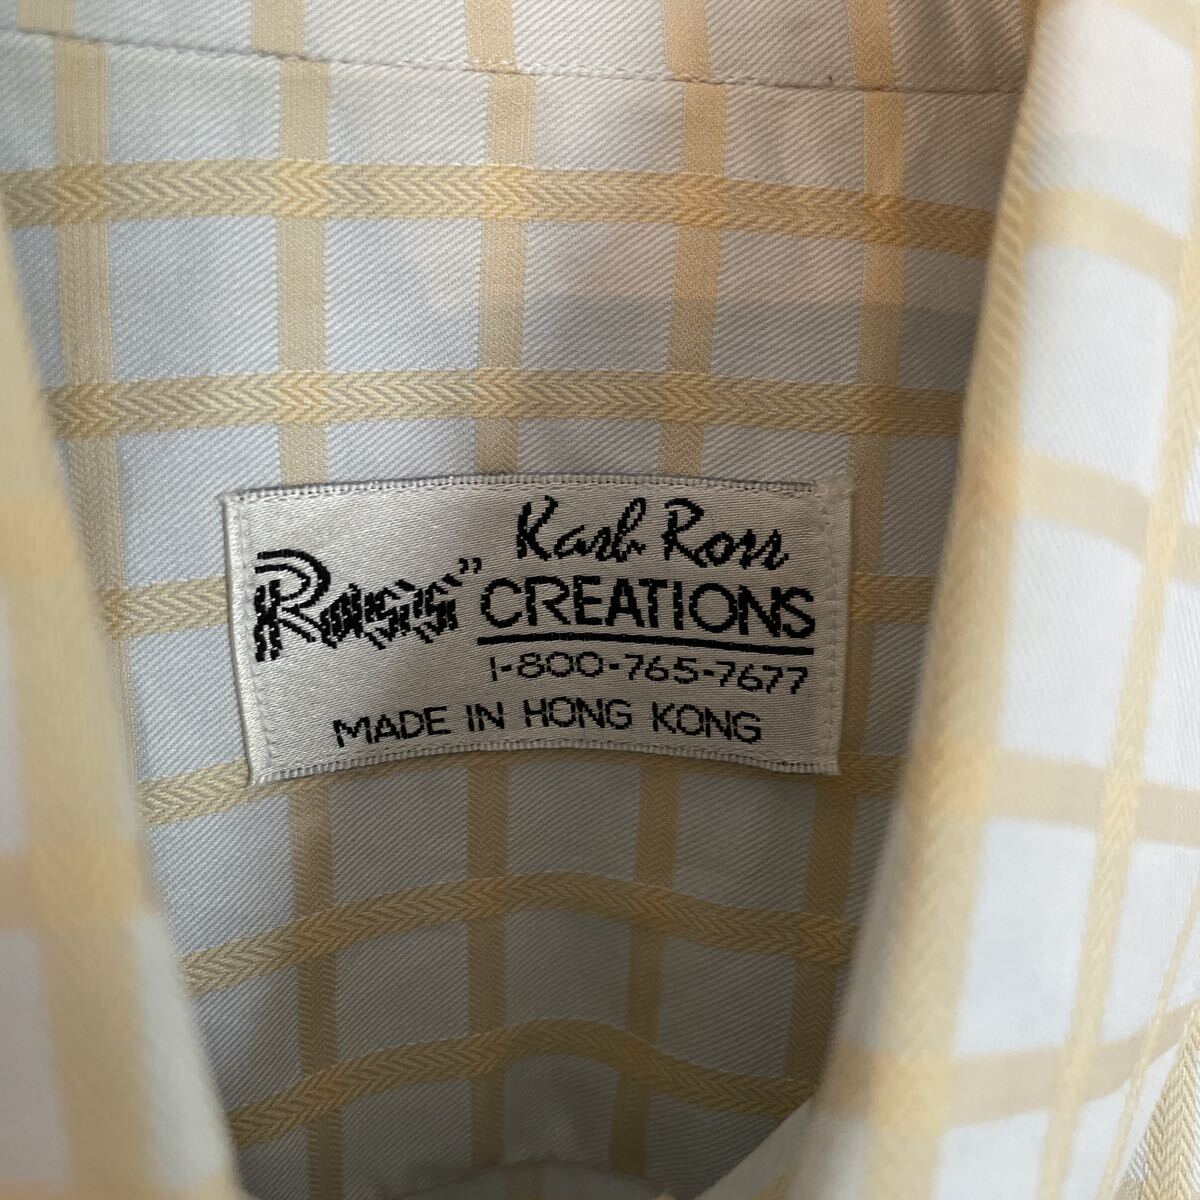 Karl Ross
Ross" CREATIONS
1-800-765-7677
MADE IN HONG KONG